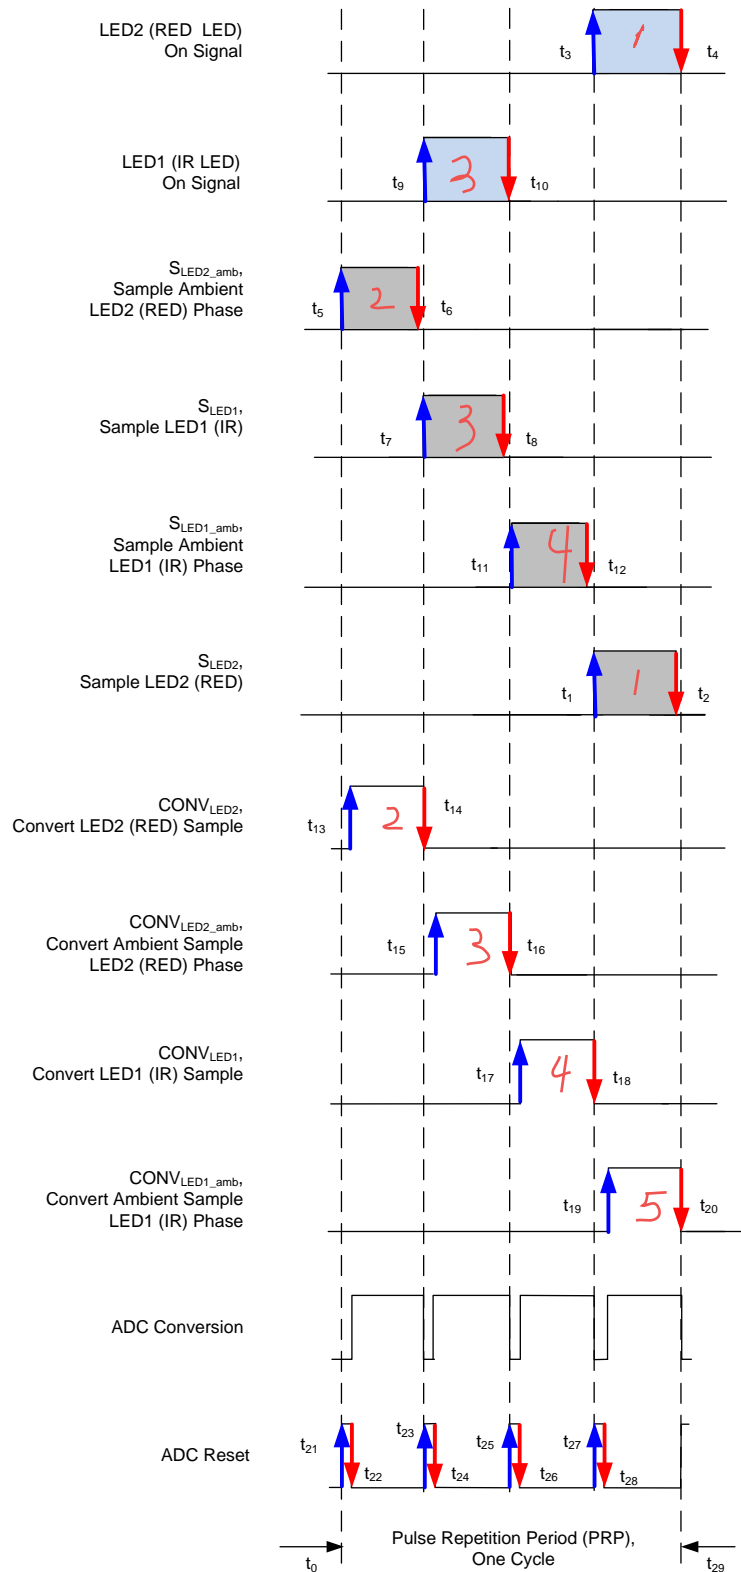 LED2 (RED LED)
On Signal
t3
1
t4
LED1 (IR LED)
On Signal
t9
3
t10
SLED2_amb,
Sample Ambient
LED2 (RED) Phase
t5
2
t6
SLED1,
Sample LED1 (IR)
t7
3
t8
SLED1_amb,
Sample Ambient
LED1 (IR) Phase
t11
4
t12
SLED2,
Sample LED2 (RED)
t1
1
t2
CONVLED2,
Convert LED2 (RED) Sample
t13
2
t14
CONVLED2_amb,
Convert Ambient Sample
LED2 (RED) Phase
t15
3
t16
CONVLED1,
Convert LED1 (IR) Sample
t17
4
t18
CONVLED1_amb,
Convert Ambient Sample
LED1 (IR) Phase
t19
5
t20
ADC Conversion
ADC Reset
t21
t22
t23
t24
t25
t26
t27
t28
t0
Pulse Repetition Period (PRP),
One Cycle
t29